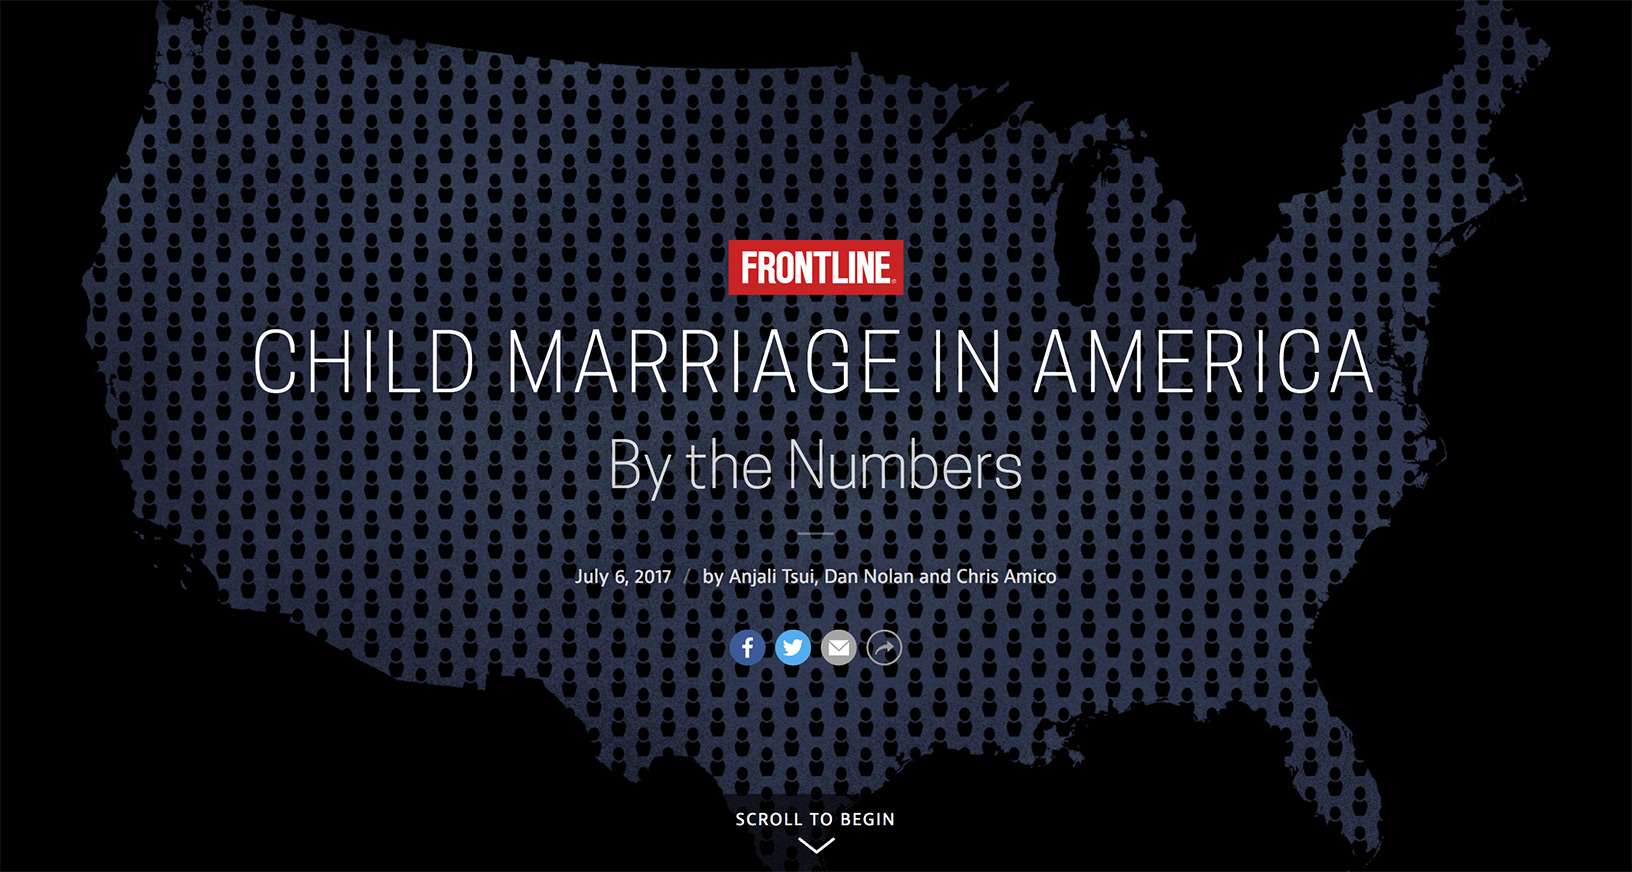 FRONTLINE
CHILD MARRIAGE IN AMERICA
By the Numbers
July 6, 2017 / by Anjali Tsui, Dan Nolan and Chris Amico
SCROLL TO BEGIN